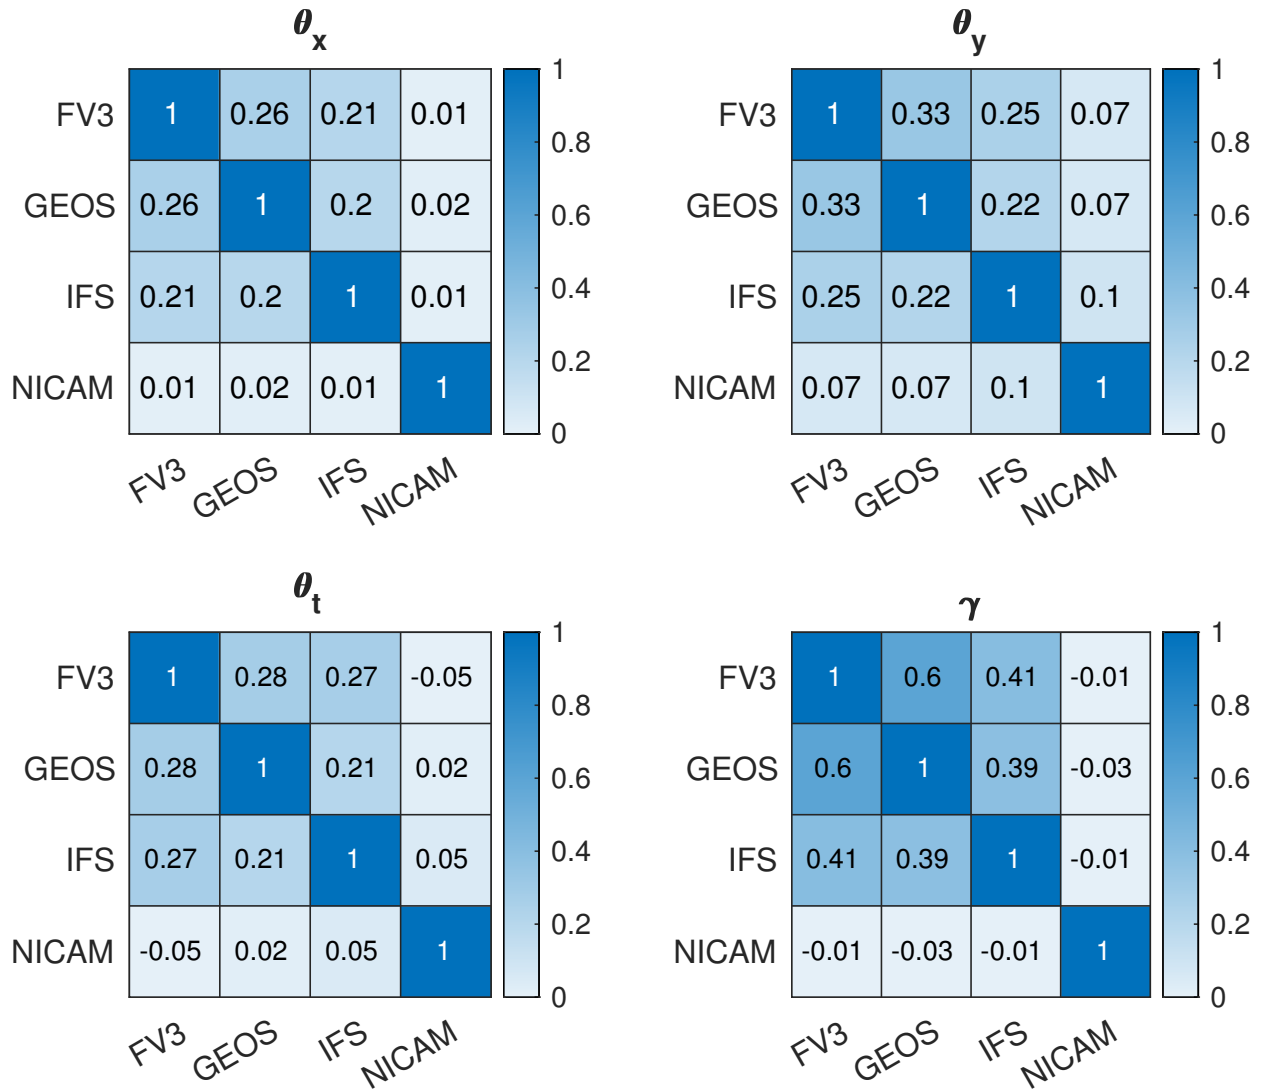 θx
FV3 1 0.26 0.21 0.01
GEOS 0.26 1 0.2 0.02
IFS 0.21 0.2 1 0.01
NICAM 0.01 0.02 0.01 1
FV3 GEOS IFS NICAM
1
0.8
0.6
0.4
0.2
0
θy
FV3 1 0.33 0.25 0.07
GEOS 0.33 1 0.22 0.07
IFS 0.25 0.22 1 0.1
NICAM 0.07 0.07 0.1 1
FV3 GEOS IFS NICAM
1
0.8
0.6
0.4
0.2
0
θt
FV3 1 0.28 0.27 -0.05
GEOS 0.28 1 0.21 0.02
IFS 0.27 0.21 1 0.05
NICAM -0.05 0.02 0.05 1
FV3 GEOS IFS NICAM
1
0.8
0.6
0.4
0.2
0
γ
FV3 1 0.6 0.41 -0.01
GEOS 0.6 1 0.39 -0.03
IFS 0.41 0.39 1 -0.01
NICAM -0.01 -0.03 -0.01 1
FV3 GEOS IFS NICAM
1
0.8
0.6
0.4
0.2
0